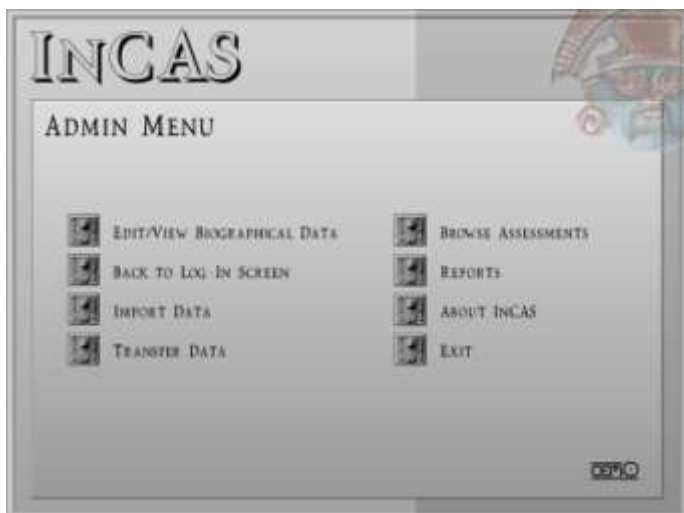 INCAS
ADMIN MENU
EDIT/VIEW BIOGRAPHICAL DATA
BACK TO LOG IN SCREEN
IMPORT DATA
TRANSFER DATA
BROWSE ASSESSMENTS
REPORTS
ABOUT INCAS
EXIT